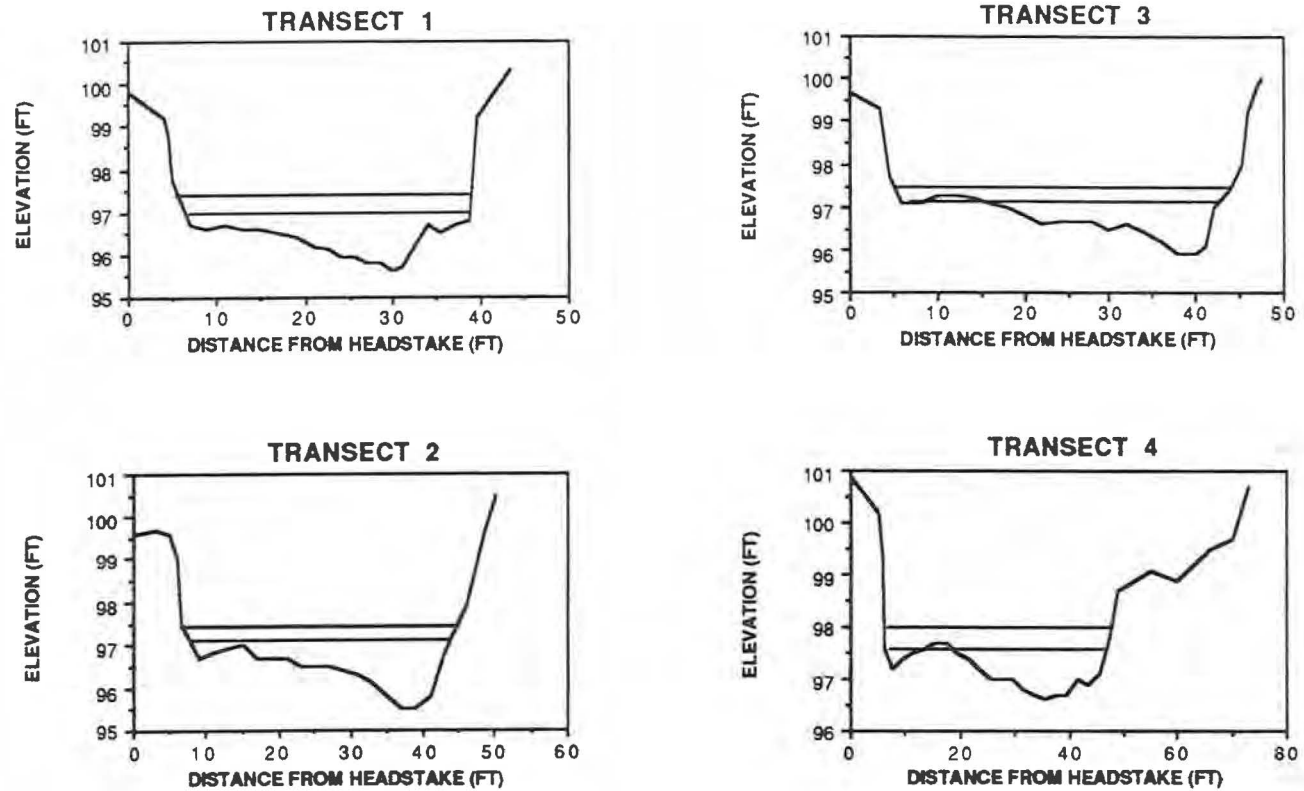 TRANSECT 1
ELEVATION (FT)
101
100
99
98
97
96
95
0 10 20 30 40 50
DISTANCE FROM HEADSTAKE (FT)
TRANSECT 3
ELEVATION (FT)
101
100
99
98
97
96
95
0 10 20 30 40 50
DISTANCE FROM HEADSTAKE (FT)
TRANSECT 2
ELEVATION (FT)
101
100
99
98
97
96
95
0 10 20 30 40 50 60
DISTANCE FROM HEADSTAKE (FT)
TRANSECT 4
ELEVATION (FT)
101
100
99
98
97
96
0 20 40 60 80
DISTANCE FROM HEADSTAKE (FT)